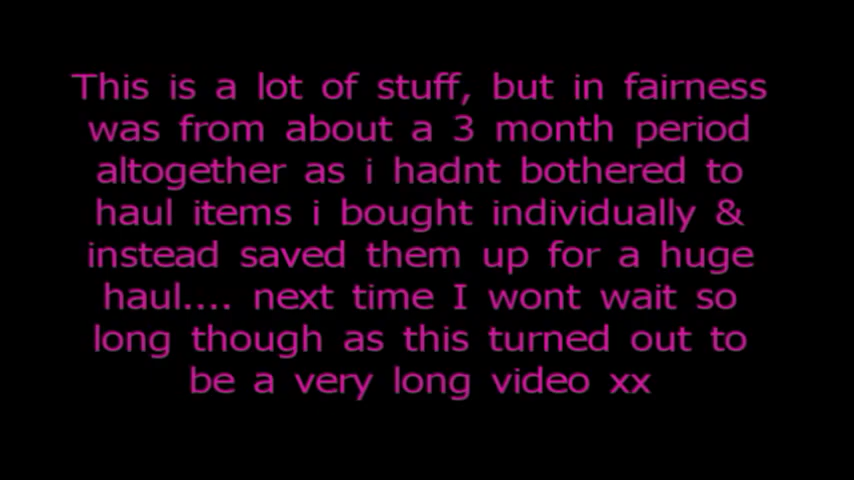 This is a lot of stuff, but in fairness
was from about a 3 month period
altogether as i hadnt bothered to
haul items i bought individually &
instead saved them up for a huge
haul.... next time I wont wait so
long though as this turned out to
be a very long video xx